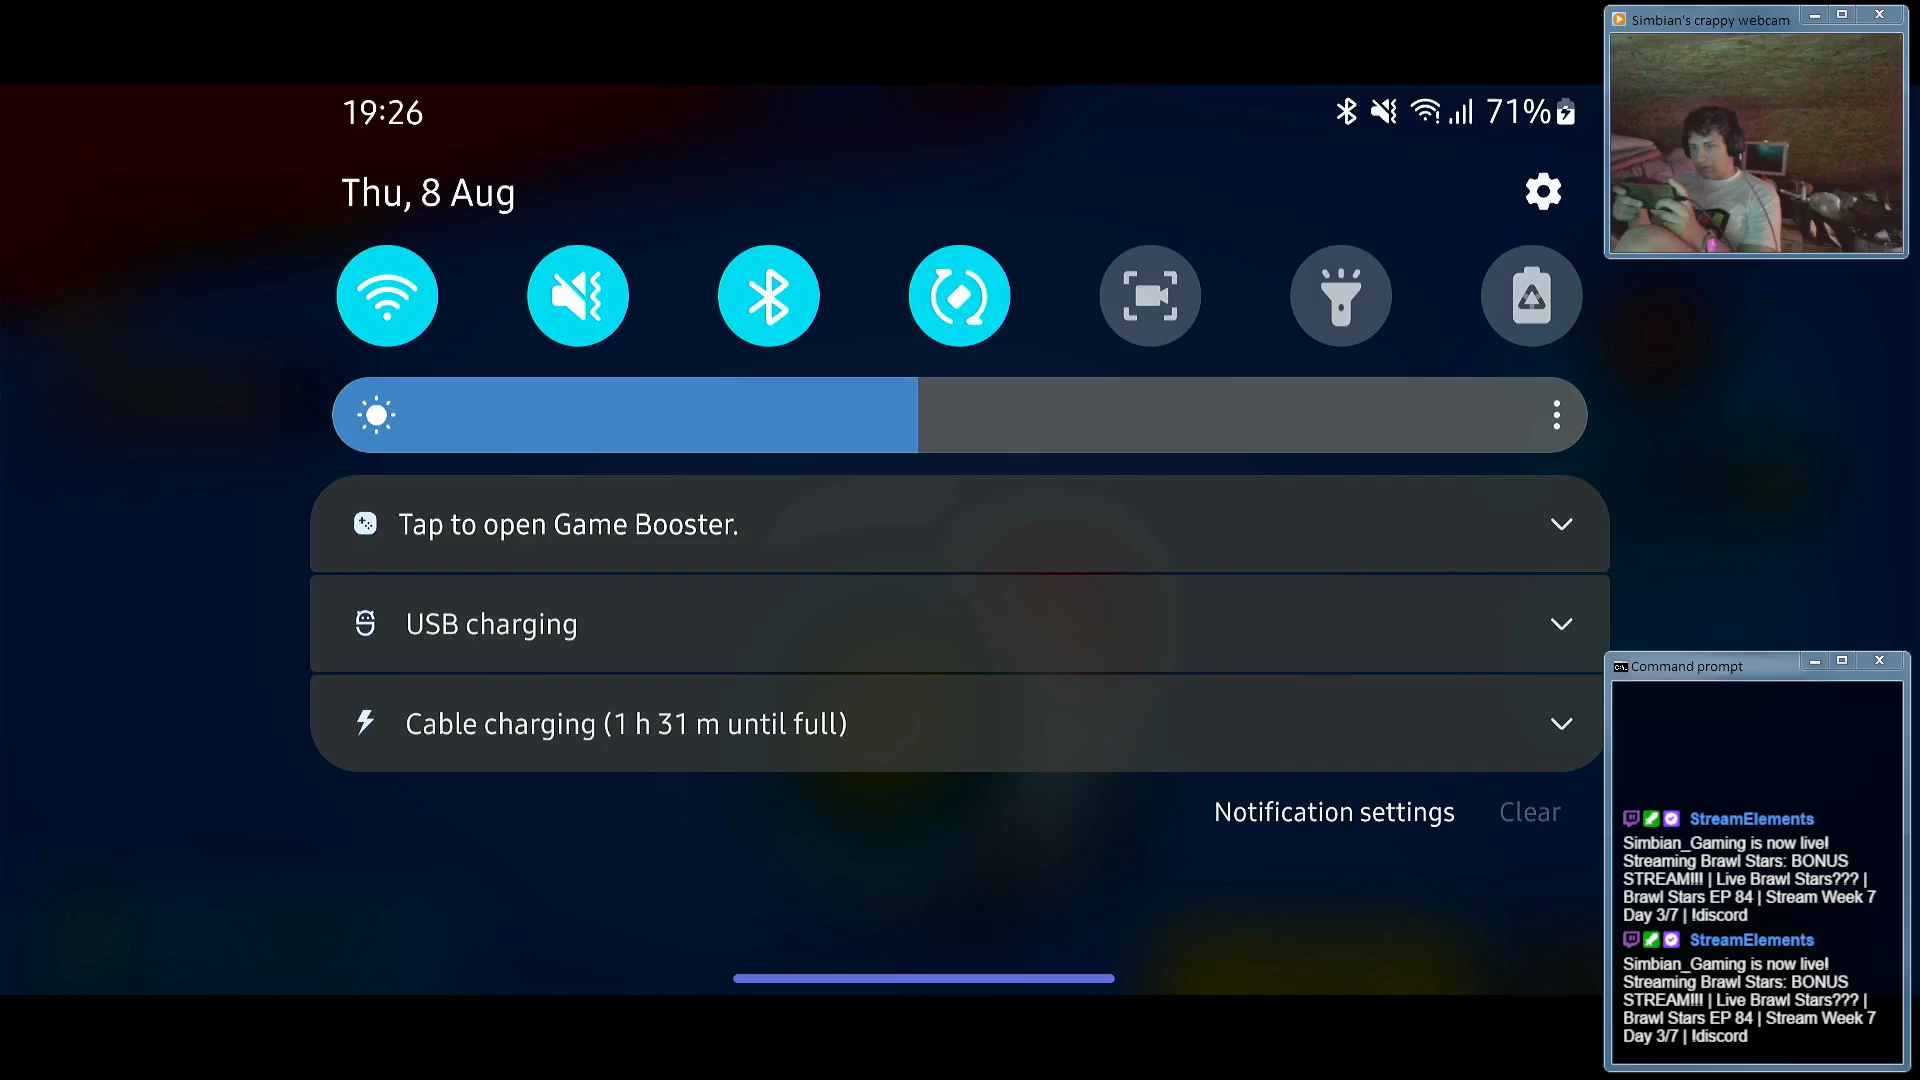 Simbian's crappy webcam
19:26
71%
Thu, 8 Aug
Tap to open Game Booster.
USB charging
Cable charging (1 h 31 m until full)
Notification settings
Clear
Command prompt
StreamElements
Simbian_Gaming is now live!
Streaming Brawl Stars: BONUS
STREAM!!! | Live Brawl Stars??? |
Brawl Stars EP 84 | Stream Week 7
Day 3/7 | !discord
StreamElements
Simbian_Gaming is now live!
Streaming Brawl Stars: BONUS
STREAM!!! | Live Brawl Stars??? |
Brawl Stars EP 84 | Stream Week 7
Day 3/7 | !discord